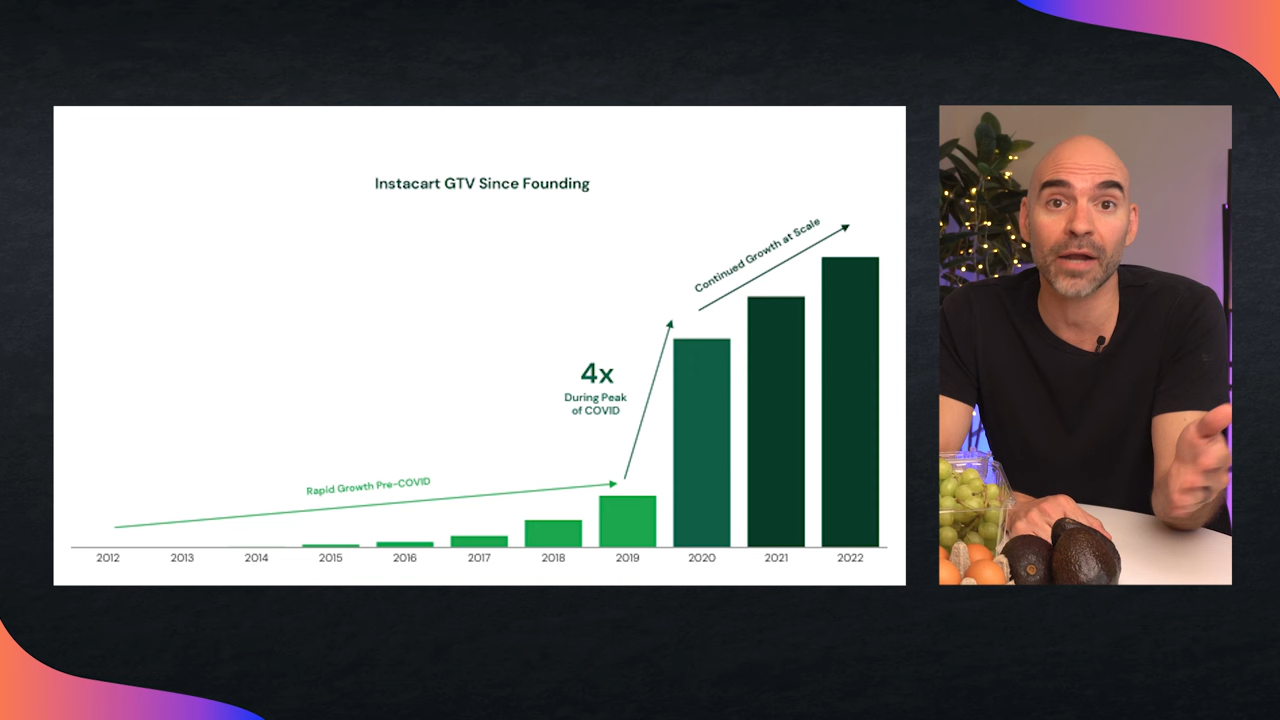 Instacart GTV Since Founding
Continued Growth at Scale
4x
During Peak
of COVID
Rapid Growth Pre-COVID
2012 2013 2014 2015 2016 2017 2018 2019 2020 2021 2022